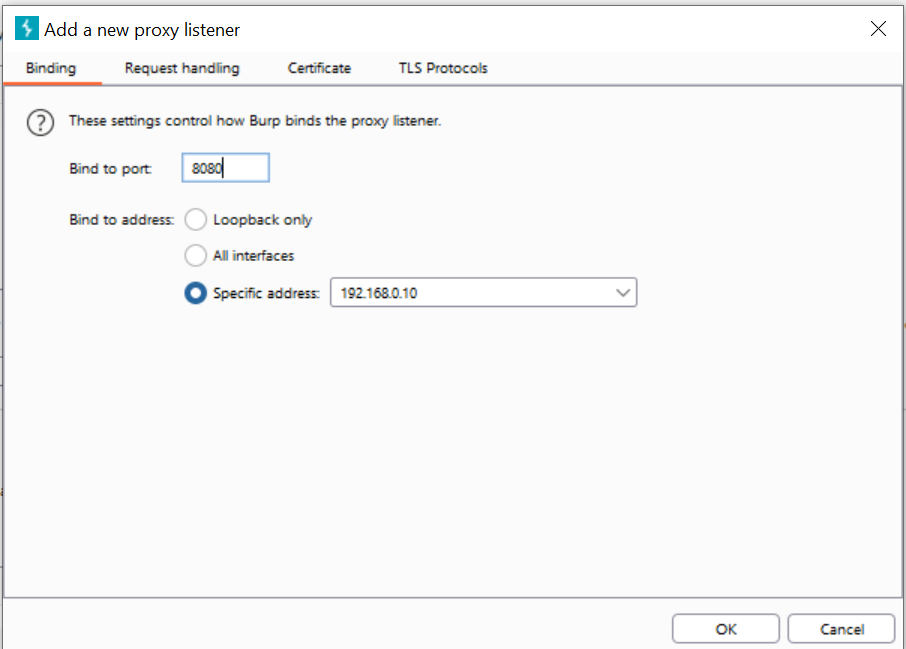 Add a new proxy listener
Binding Request handling Certificate TLS Protocols
? These settings control how Burp binds the proxy listener.
Bind to port: 8080
Bind to address: Loopback only
All interfaces
Specific address: 192.168.0.10
OK Cancel